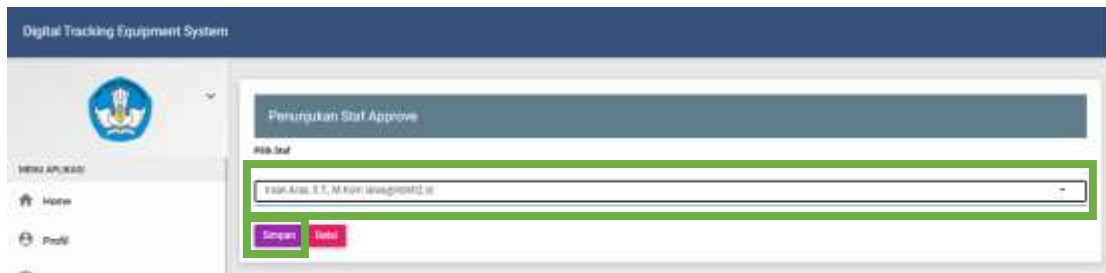 Digital Tracking Equipment System
Penunjukan Staf Approve
Pilih Staf
MENU APLIKASI
Home
Profil
Simpan
Batal